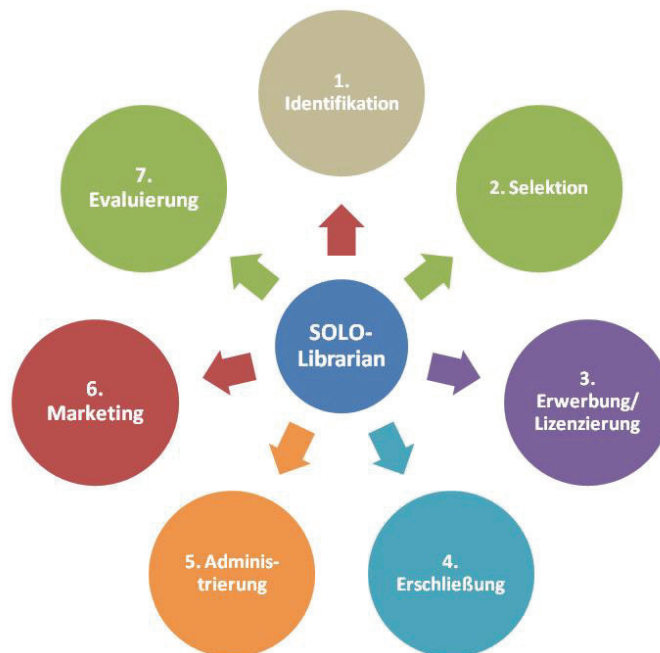 1.
Identifikation
2. Selektion
3.
Erwerbung/
Lizenzierung
4.
Erschließung
5. Adminis-
trierung
6.
Marketing
7.
Evaluierung
SOLO-
Librarian